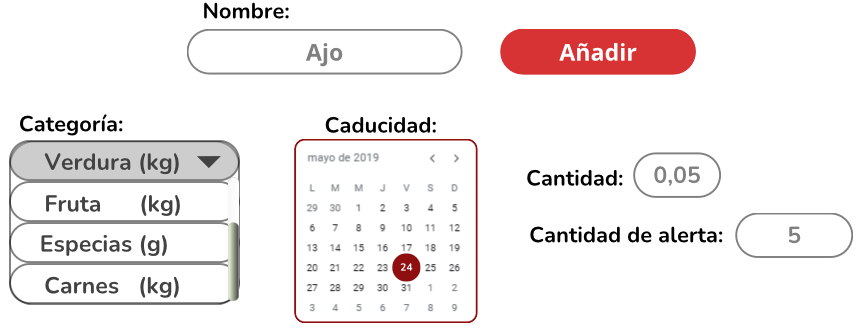 Nombre:
Ajo
Añadir
Categoría:
Verdura (kg)
Fruta (kg)
Especias (g)
Carnes (kg)
Caducidad:
mayo de 2019 < >
L M M J V S D
29 30 1 2 3 4 5
6 7 8 9 10 11 12
13 14 15 16 17 18 19
20 21 22 23 24 25 26
27 28 29 30 31 1 2
3 4 5 6 7 8 9
Cantidad: 0,05
Cantidad de alerta: 5